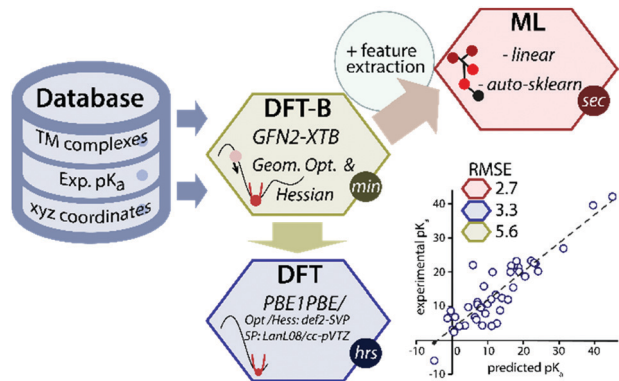 Database
TM complexes
Exp. pKa
xyz coordinates
DFT-B
GFN2-XTB
Geom. Opt. &
Hessian
min
+ feature
extraction
ML
- linear
- auto-sklearn
sec
DFT
PBE1PBE/
Opt/Hess: def2-SVP
SP: LanL08/cc-pVTZ
hrs
RMSE
2.7
3.3
5.6
experimental pKa
40
30
20
10
0
0
10
20
30
40
predicted pKa